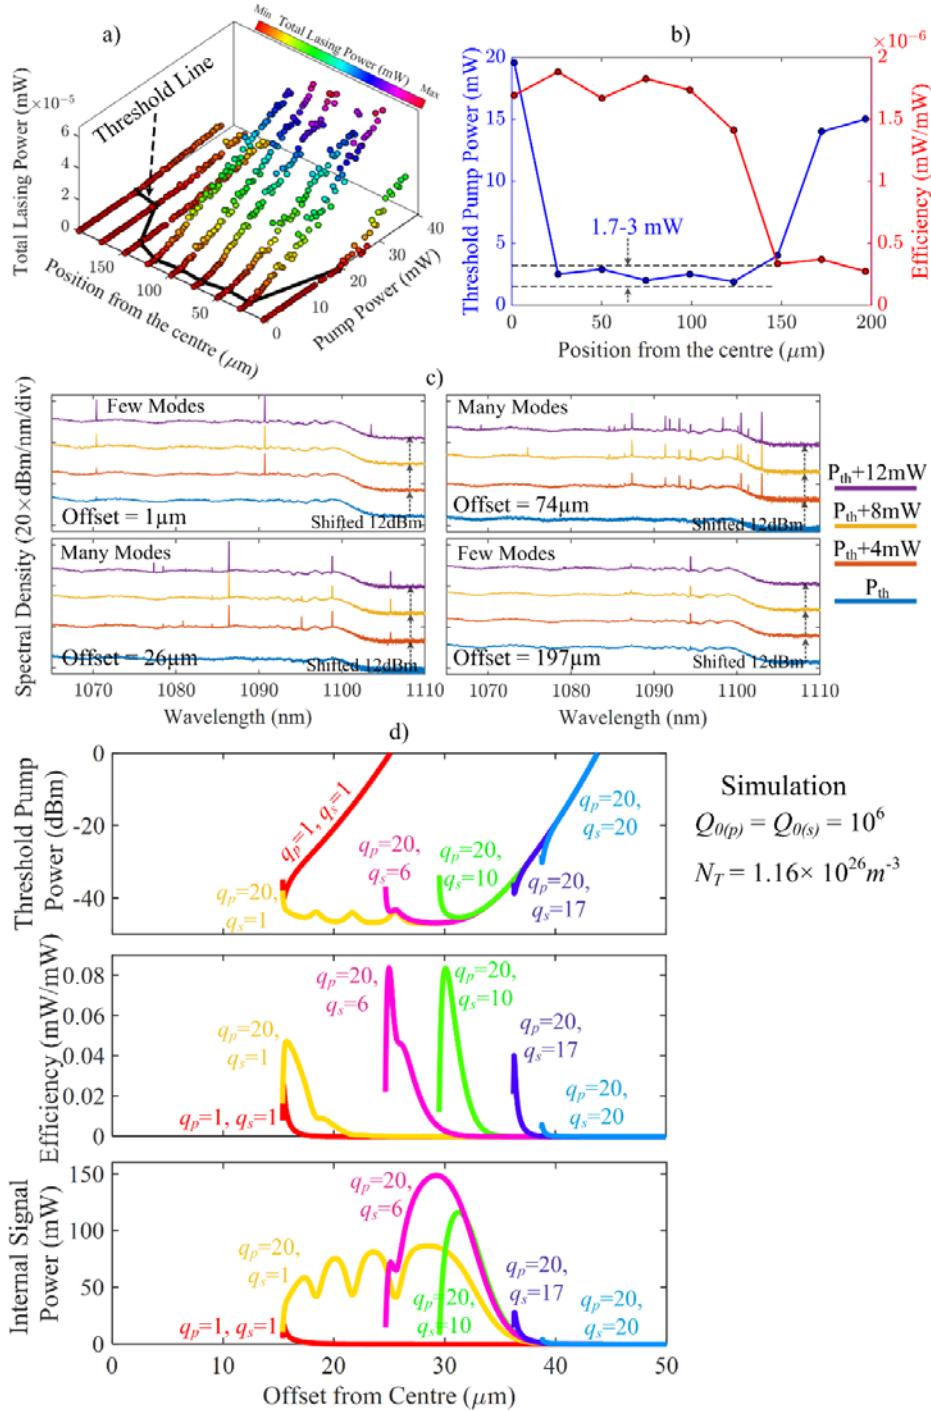 a)
Min
Total Lasing Power (mW)
Max
Threshold Line
×10⁻⁵
Total Lasing Power (mW)
6
4
2
0
150
100
50
0
Position from the centre (μm)
0
10
20
30
40
Pump Power (mW)
b)
×10⁻⁶
Threshold Pump Power (mW)
20
15
10
5
0
1.7-3 mW
2
1.5
1
0.5
0
Efficiency (mW/mW)
0
50
100
150
200
Position from the centre (μm)
c)
Spectral Density (20×dBm/nm/div)
Few Modes
Offset = 1μm
Shifted 12dBm
Many Modes
Offset = 74μm
Shifted 12dBm
Many Modes
Offset = 26μm
Shifted 12dBm
Few Modes
Offset = 197μm
Shifted 12dBm
P_th+12mW
P_th+8mW
P_th+4mW
P_th
1070 1080 1090 1100 1110
Wavelength (nm)
1070 1080 1090 1100 1110
Wavelength (nm)
d)
Threshold Pump
Power (dBm)
0
-20
-40
q_p=1, q_s=1
q_p=20,
q_s=1
q_p=20,
q_s=6
q_p=20,
q_s=10
q_p=20,
q_s=17
q_p=20,
q_s=20
Simulation
Q_0(p) = Q_0(s) = 10⁶
N_T = 1.16× 10²⁶m⁻³
Efficiency (mW/mW)
0.08
0.06
0.04
0.02
0
q_p=20,
q_s=1
q_p=1, q_s=1
q_p=20,
q_s=6
q_p=20,
q_s=10
q_p=20,
q_s=17
q_p=20,
q_s=20
Internal Signal
Power (mW)
150
100
50
0
q_p=20,
q_s=1
q_p=1, q_s=1
q_p=20,
q_s=6
q_p=20,
q_s=10
q_p=20,
q_s=17
q_p=20,
q_s=20
0 10 20 30 40 50
Offset from Centre (μm)